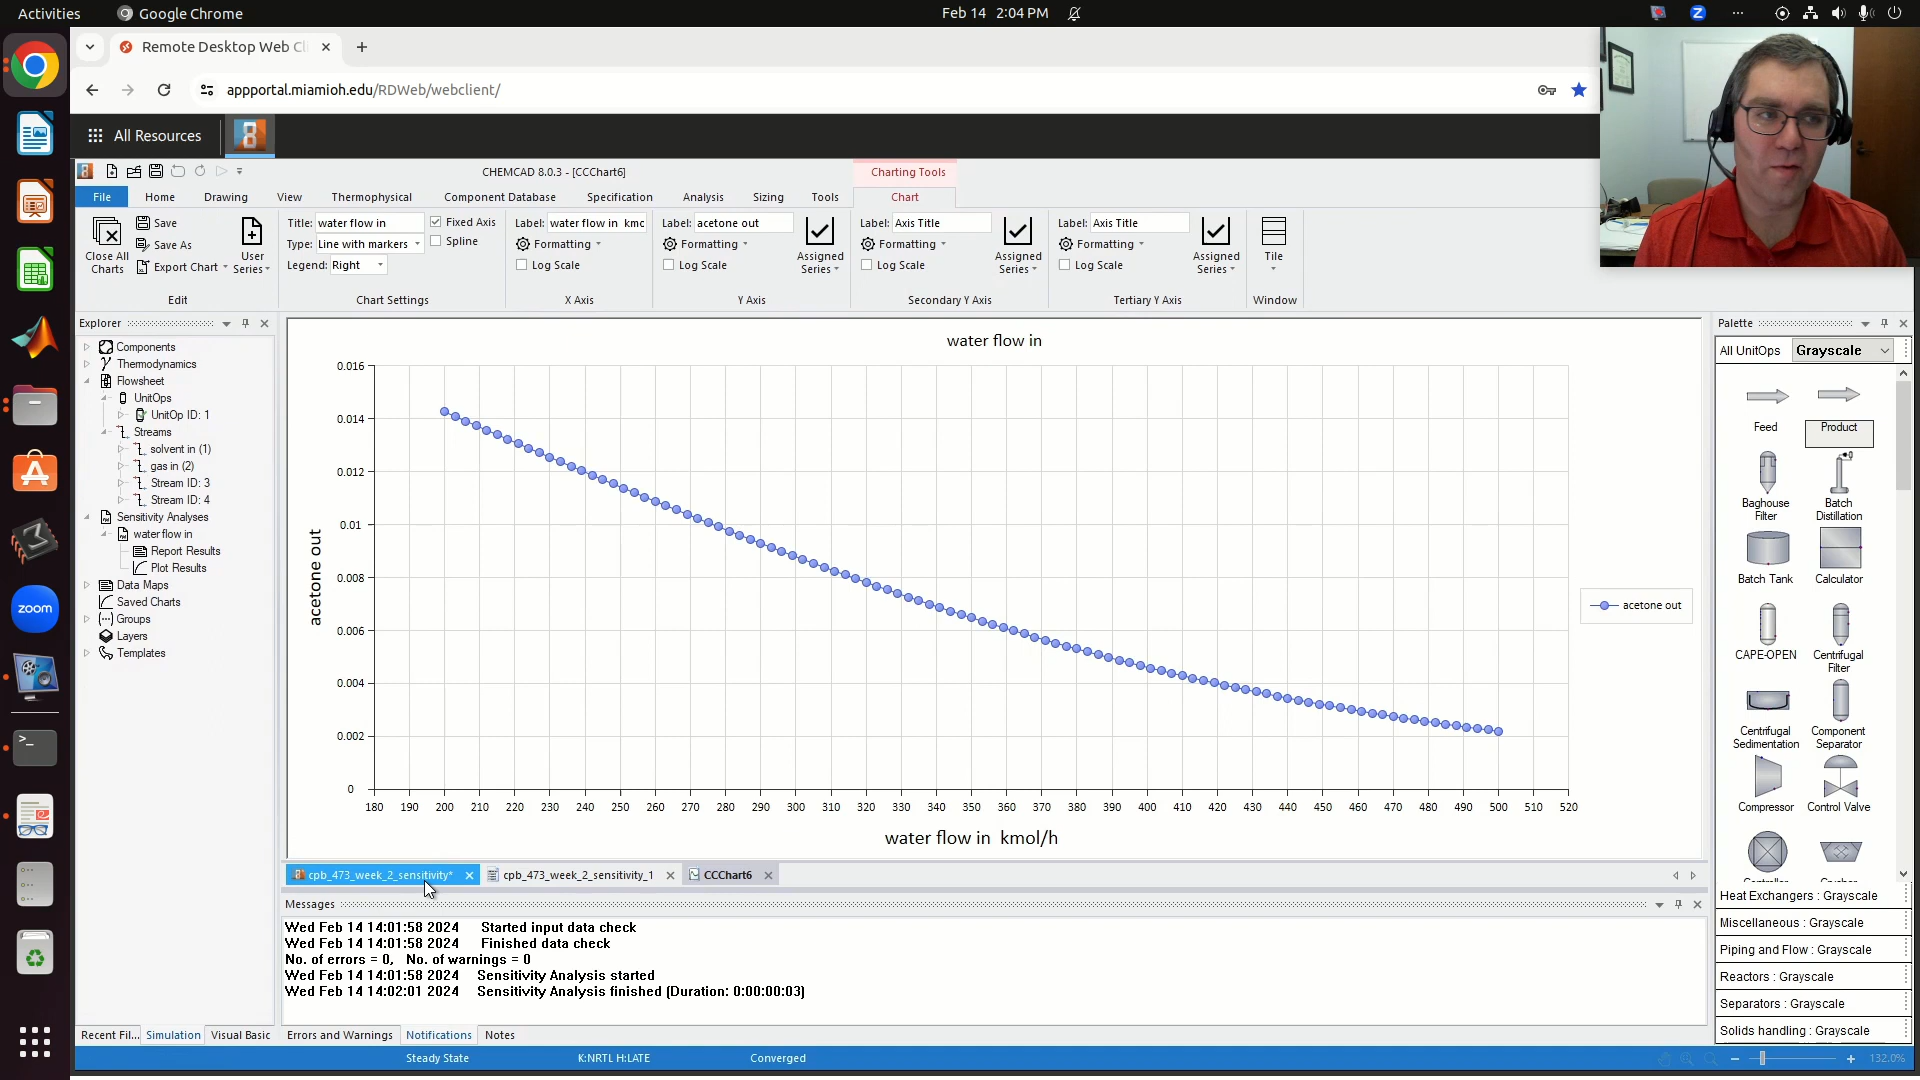 Activities
Google Chrome
Feb 14 2:04 PM
Remote Desktop Web Cl
appportal.miamioh.edu/RDWeb/webclient/
All Resources
CHEMCAD 8.0.3 - [CCChart6]
Charting Tools
File Home Drawing View Thermophysical Component Database Specification Analysis Sizing Tools Chart
Close All Charts
Save
Save As
Export Chart
User Series
Edit
Title: water flow in
Type: Line with markers
Legend: Right
Fixed Axis
Spline
Chart Settings
Label: water flow in kmc
Formatting
Log Scale
X Axis
Label: acetone out
Formatting
Log Scale
Assigned Series
Y Axis
Label: Axis Title
Formatting
Log Scale
Assigned Series
Secondary Y Axis
Label: Axis Title
Formatting
Log Scale
Assigned Series
Tertiary Y Axis
Tile
Window
Explorer
Components
Thermodynamics
Flowsheet
UnitOps
UnitOp ID: 1
Streams
solvent in (1)
gas in (2)
Stream ID: 3
Stream ID: 4
Sensitivity Analyses
water flow in
Report Results
Plot Results
Data Maps
Saved Charts
Groups
Layers
Templates
Recent Fil... Simulation Visual Basic
water flow in
0.016
0.014
0.012
0.01
0.008
0.006
0.004
0.002
0
acetone out
180 190 200 210 220 230 240 250 260 270 280 290 300 310 320 330 340 350 360 370 380 390 400 410 420 430 440 450 460 470 480 490 500 510 520
water flow in kmol/h
acetone out
cpb_473_week_2_sensitivity* cpb_473_week_2_sensitivity_1 CCChart6
Messages
Wed Feb 14 14:01:58 2024 Started input data check
Wed Feb 14 14:01:58 2024 Finished data check
No. of errors = 0, No. of warnings = 0
Wed Feb 14 14:01:58 2024 Sensitivity Analysis started
Wed Feb 14 14:02:01 2024 Sensitivity Analysis finished (Duration: 0:00:00:03)
Errors and Warnings Notifications Notes
Steady State K:NRTL H:LATE Converged 132.0%
Palette
All UnitOps Grayscale
Feed
Product
Baghouse Filter
Batch Distillation
Batch Tank
Calculator
CAPE-OPEN
Centrifugal Filter
Centrifugal Sedimentation
Component Separator
Compressor
Control Valve
Heat Exchangers : Grayscale
Miscellaneous : Grayscale
Piping and Flow : Grayscale
Reactors : Grayscale
Separators : Grayscale
Solids handling : Grayscale
zoom